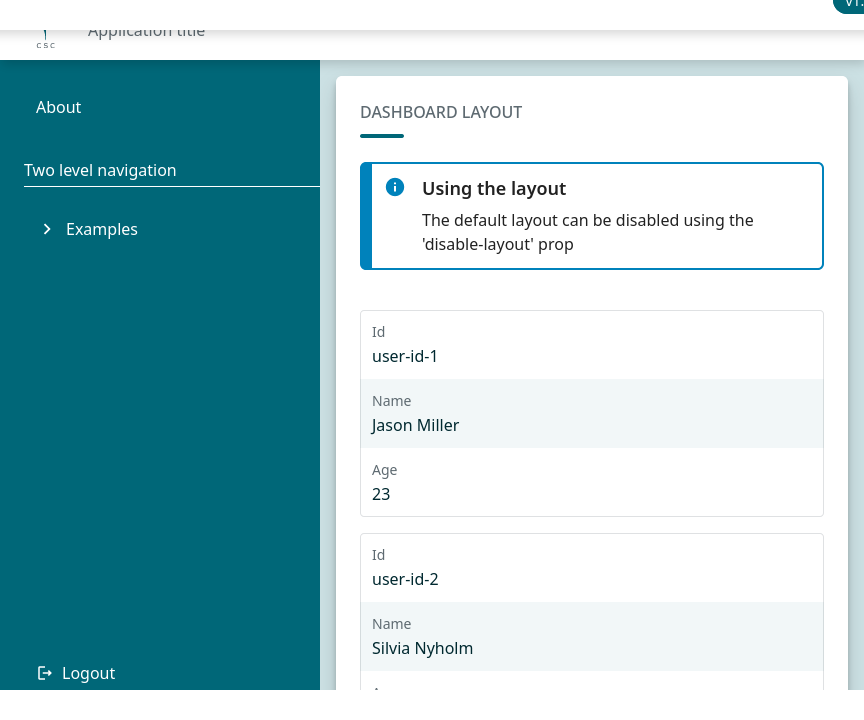 csc
Application title
About
Two level navigation
Examples
Logout
DASHBOARD LAYOUT
Using the layout
The default layout can be disabled using the
'disable-layout' prop
Id
user-id-1
Name
Jason Miller
Age
23
Id
user-id-2
Name
Silvia Nyholm